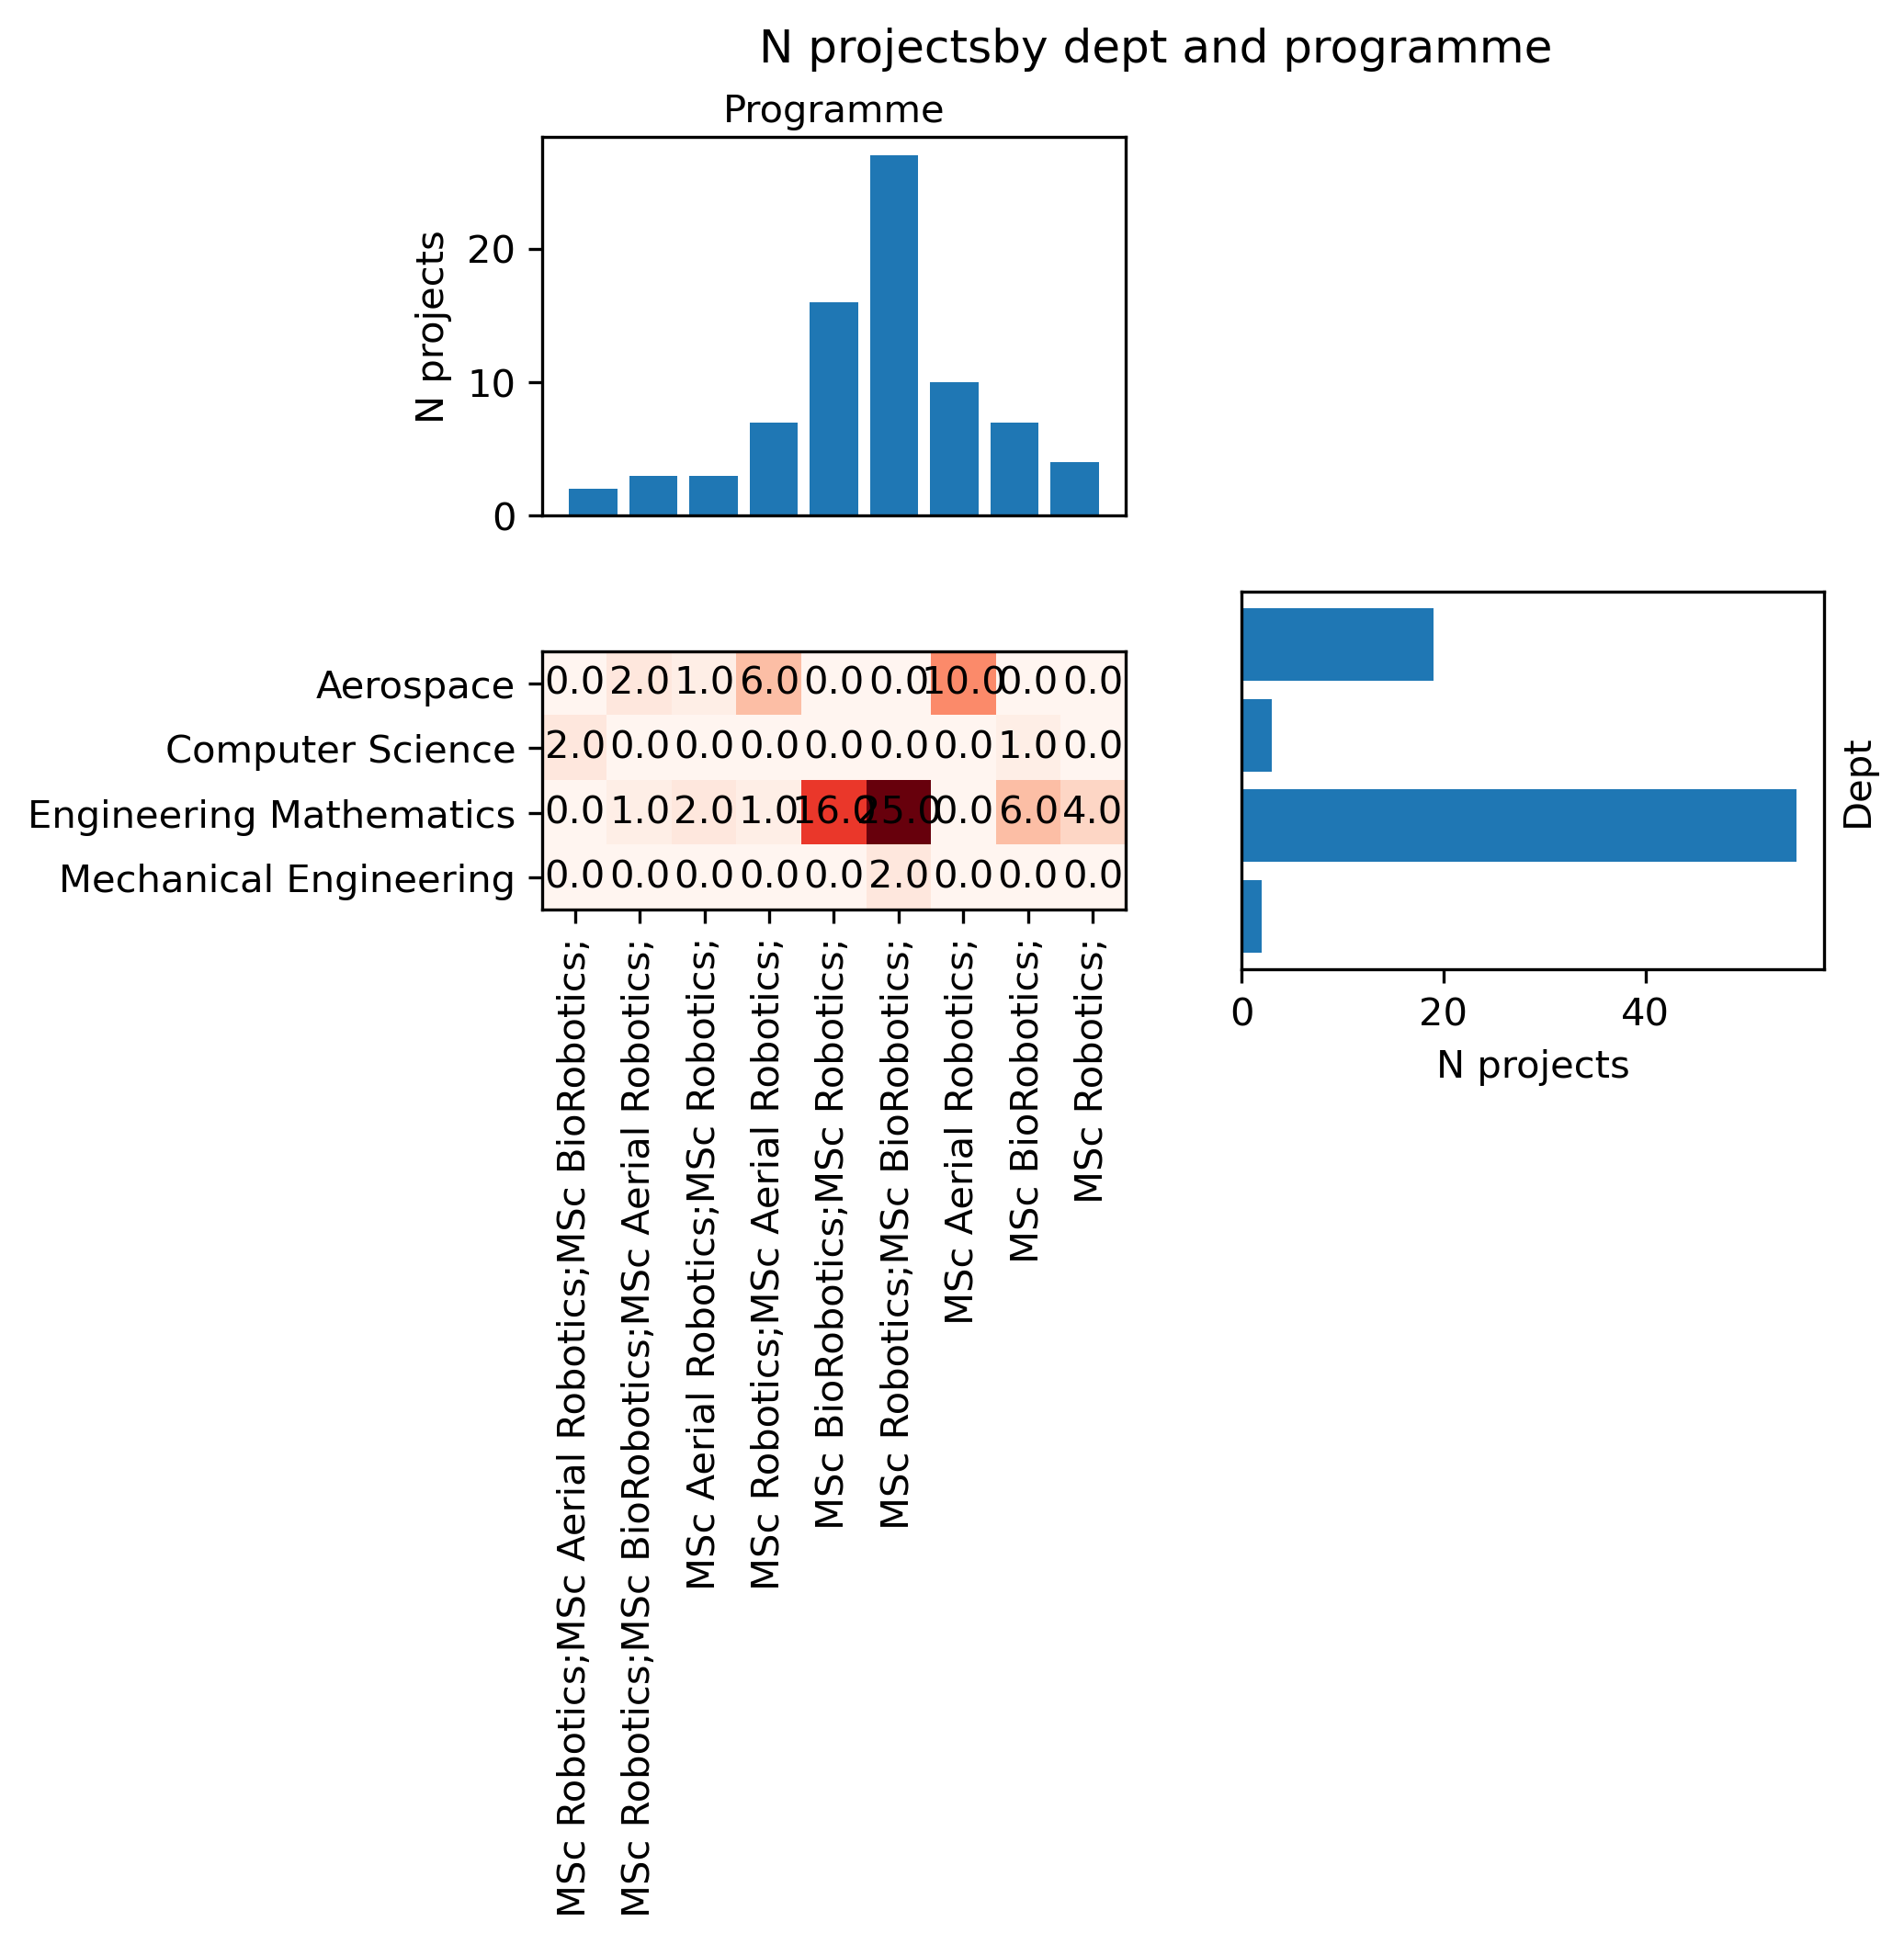 N projectsby dept and programme
Programme
N projects
20
10
0
Aerospace
0.0 2.0 1.0 6.0 0.0 0.0 10.0 0.0 0.0
Computer Science
2.0 0.0 0.0 0.0 0.0 0.0 0.0 1.0 0.0
Engineering Mathematics
0.0 1.0 2.0 1.0 16.0 25.0 0.0 6.0 4.0
Mechanical Engineering
0.0 0.0 0.0 0.0 0.0 2.0 0.0 0.0 0.0
MSc Robotics;MSc Aerial Robotics;MSc BioRobotics;
MSc Robotics;MSc BioRobotics;MSc Aerial Robotics;
MSc Aerial Robotics;MSc Robotics;
MSc Robotics;MSc Aerial Robotics;
MSc BioRobotics;MSc Robotics;
MSc Robotics;MSc BioRobotics;
MSc Aerial Robotics;
MSc BioRobotics;
MSc Robotics;
Dept
0 20 40
N projects